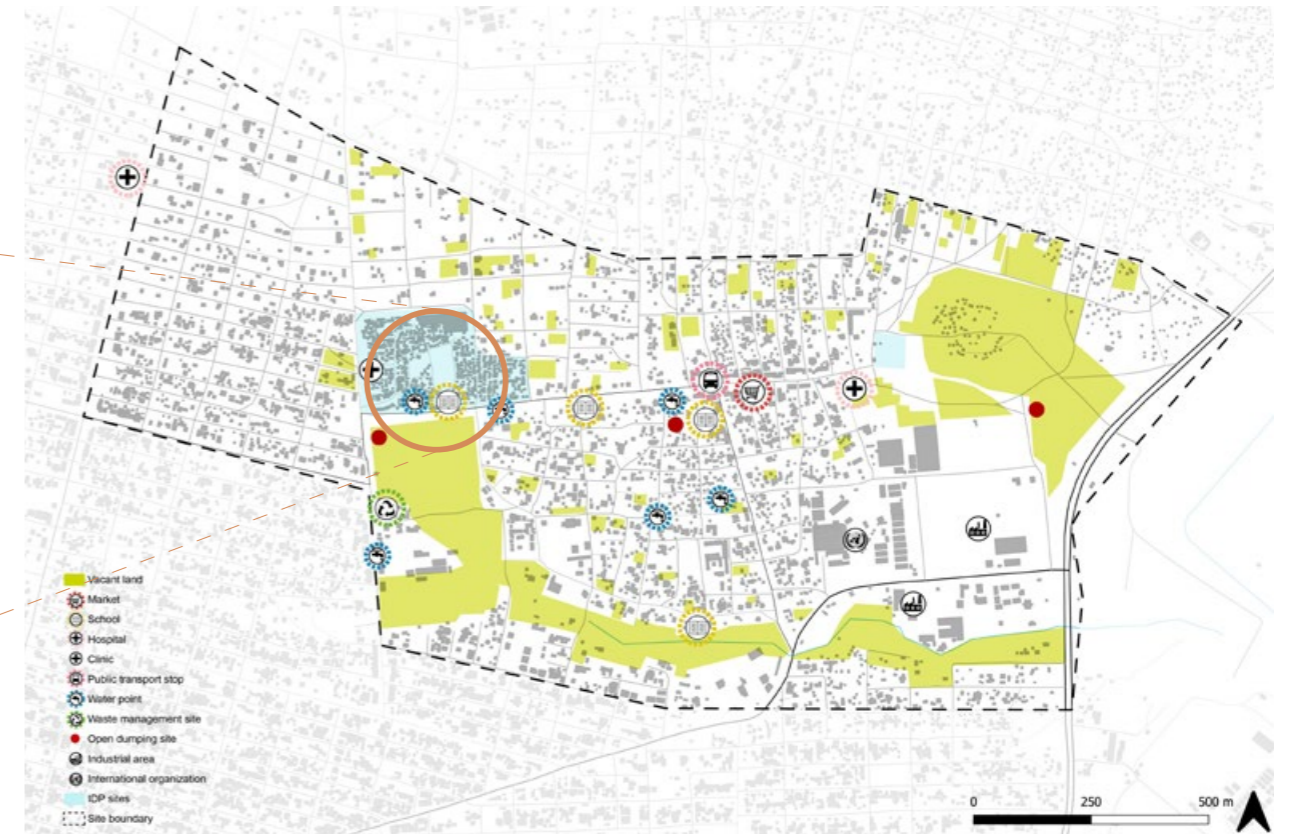 Vacant land
Market
School
Hospital
Clinic
Public transport stop
Water point
Waste management site
Open dumping site
Industrial area
International organization
IDP sites
Site boundary
0 250 500 m